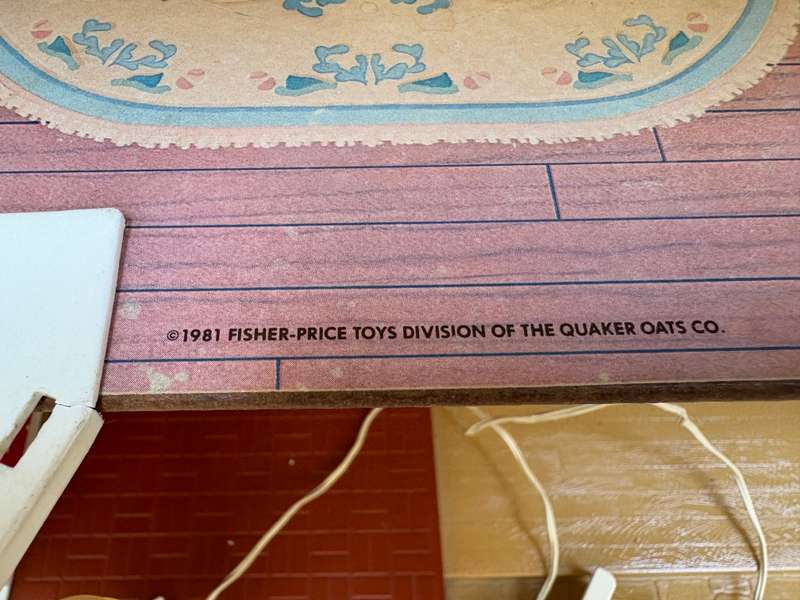 ©1981 FISHER-PRICE TOYS DIVISION OF THE QUAKER OATS CO.